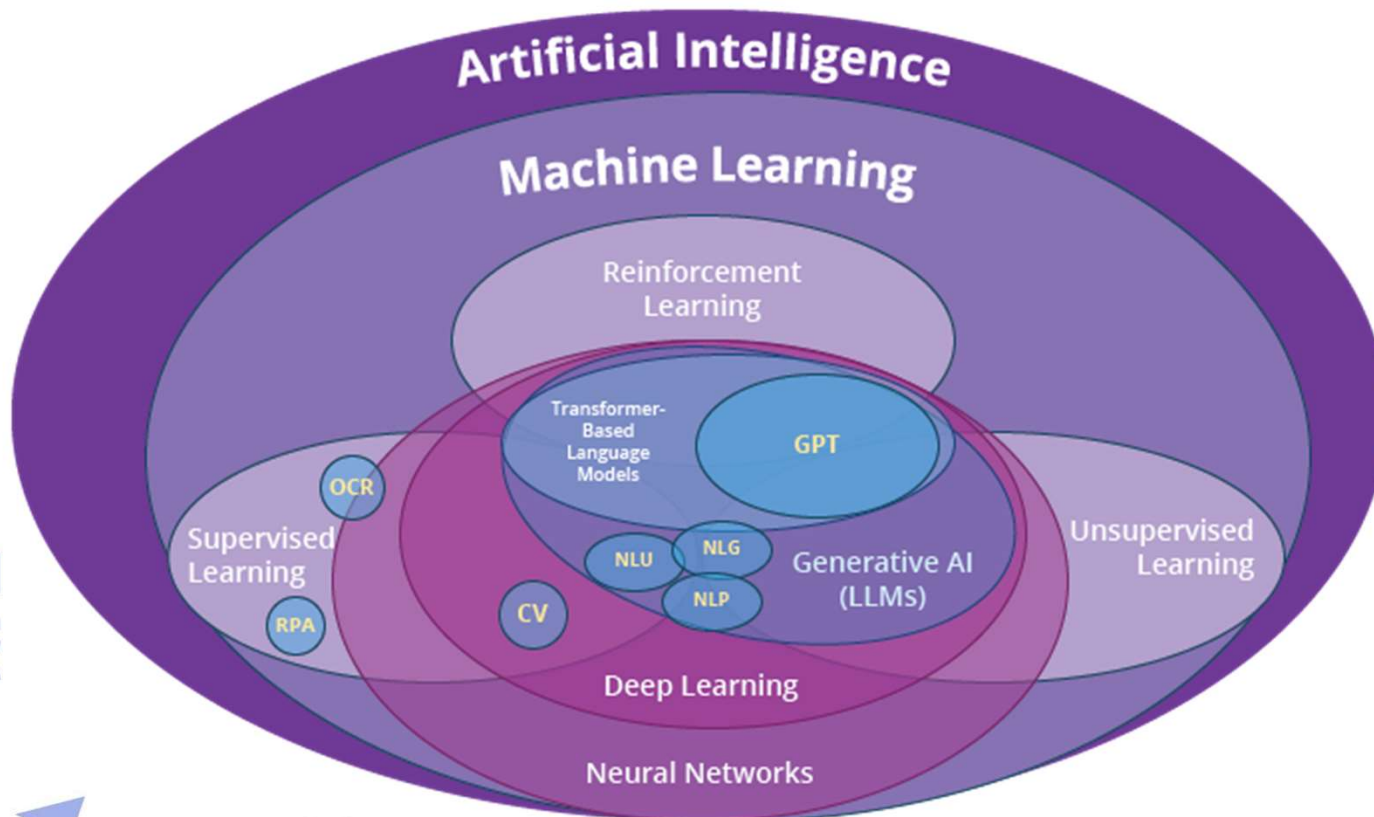 Artificial Intelligence
Machine Learning
Reinforcement
Learning
Transformer-
Based
Language
Models
GPT
OCR
Supervised
Learning
RPA
NLU
NLG
NLP
CV
Generative AI
(LLMs)
Unsupervised
Learning
Deep Learning
Neural Networks